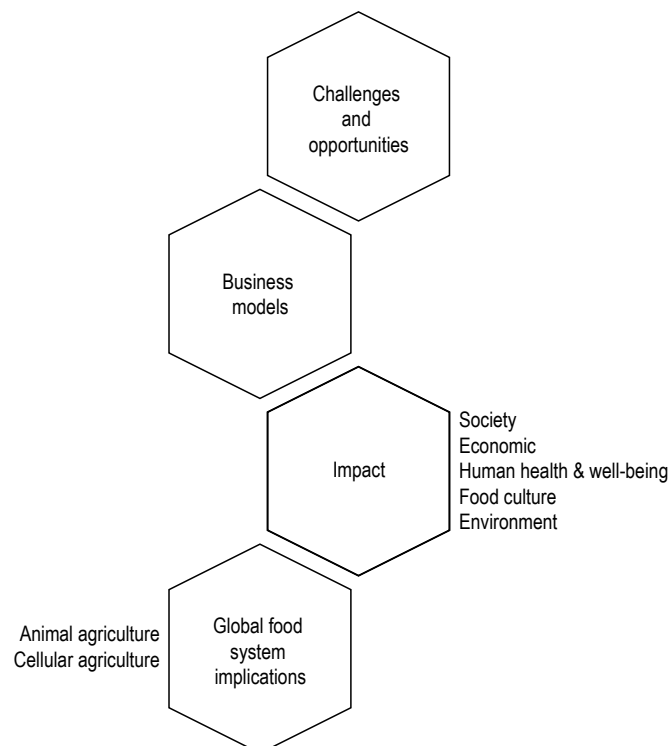 Challenges
and
opportunities
Business
models
Impact
Society
Economic
Human health & well-being
Food culture
Environment
Animal agriculture
Cellular agriculture
Global food
system
implications